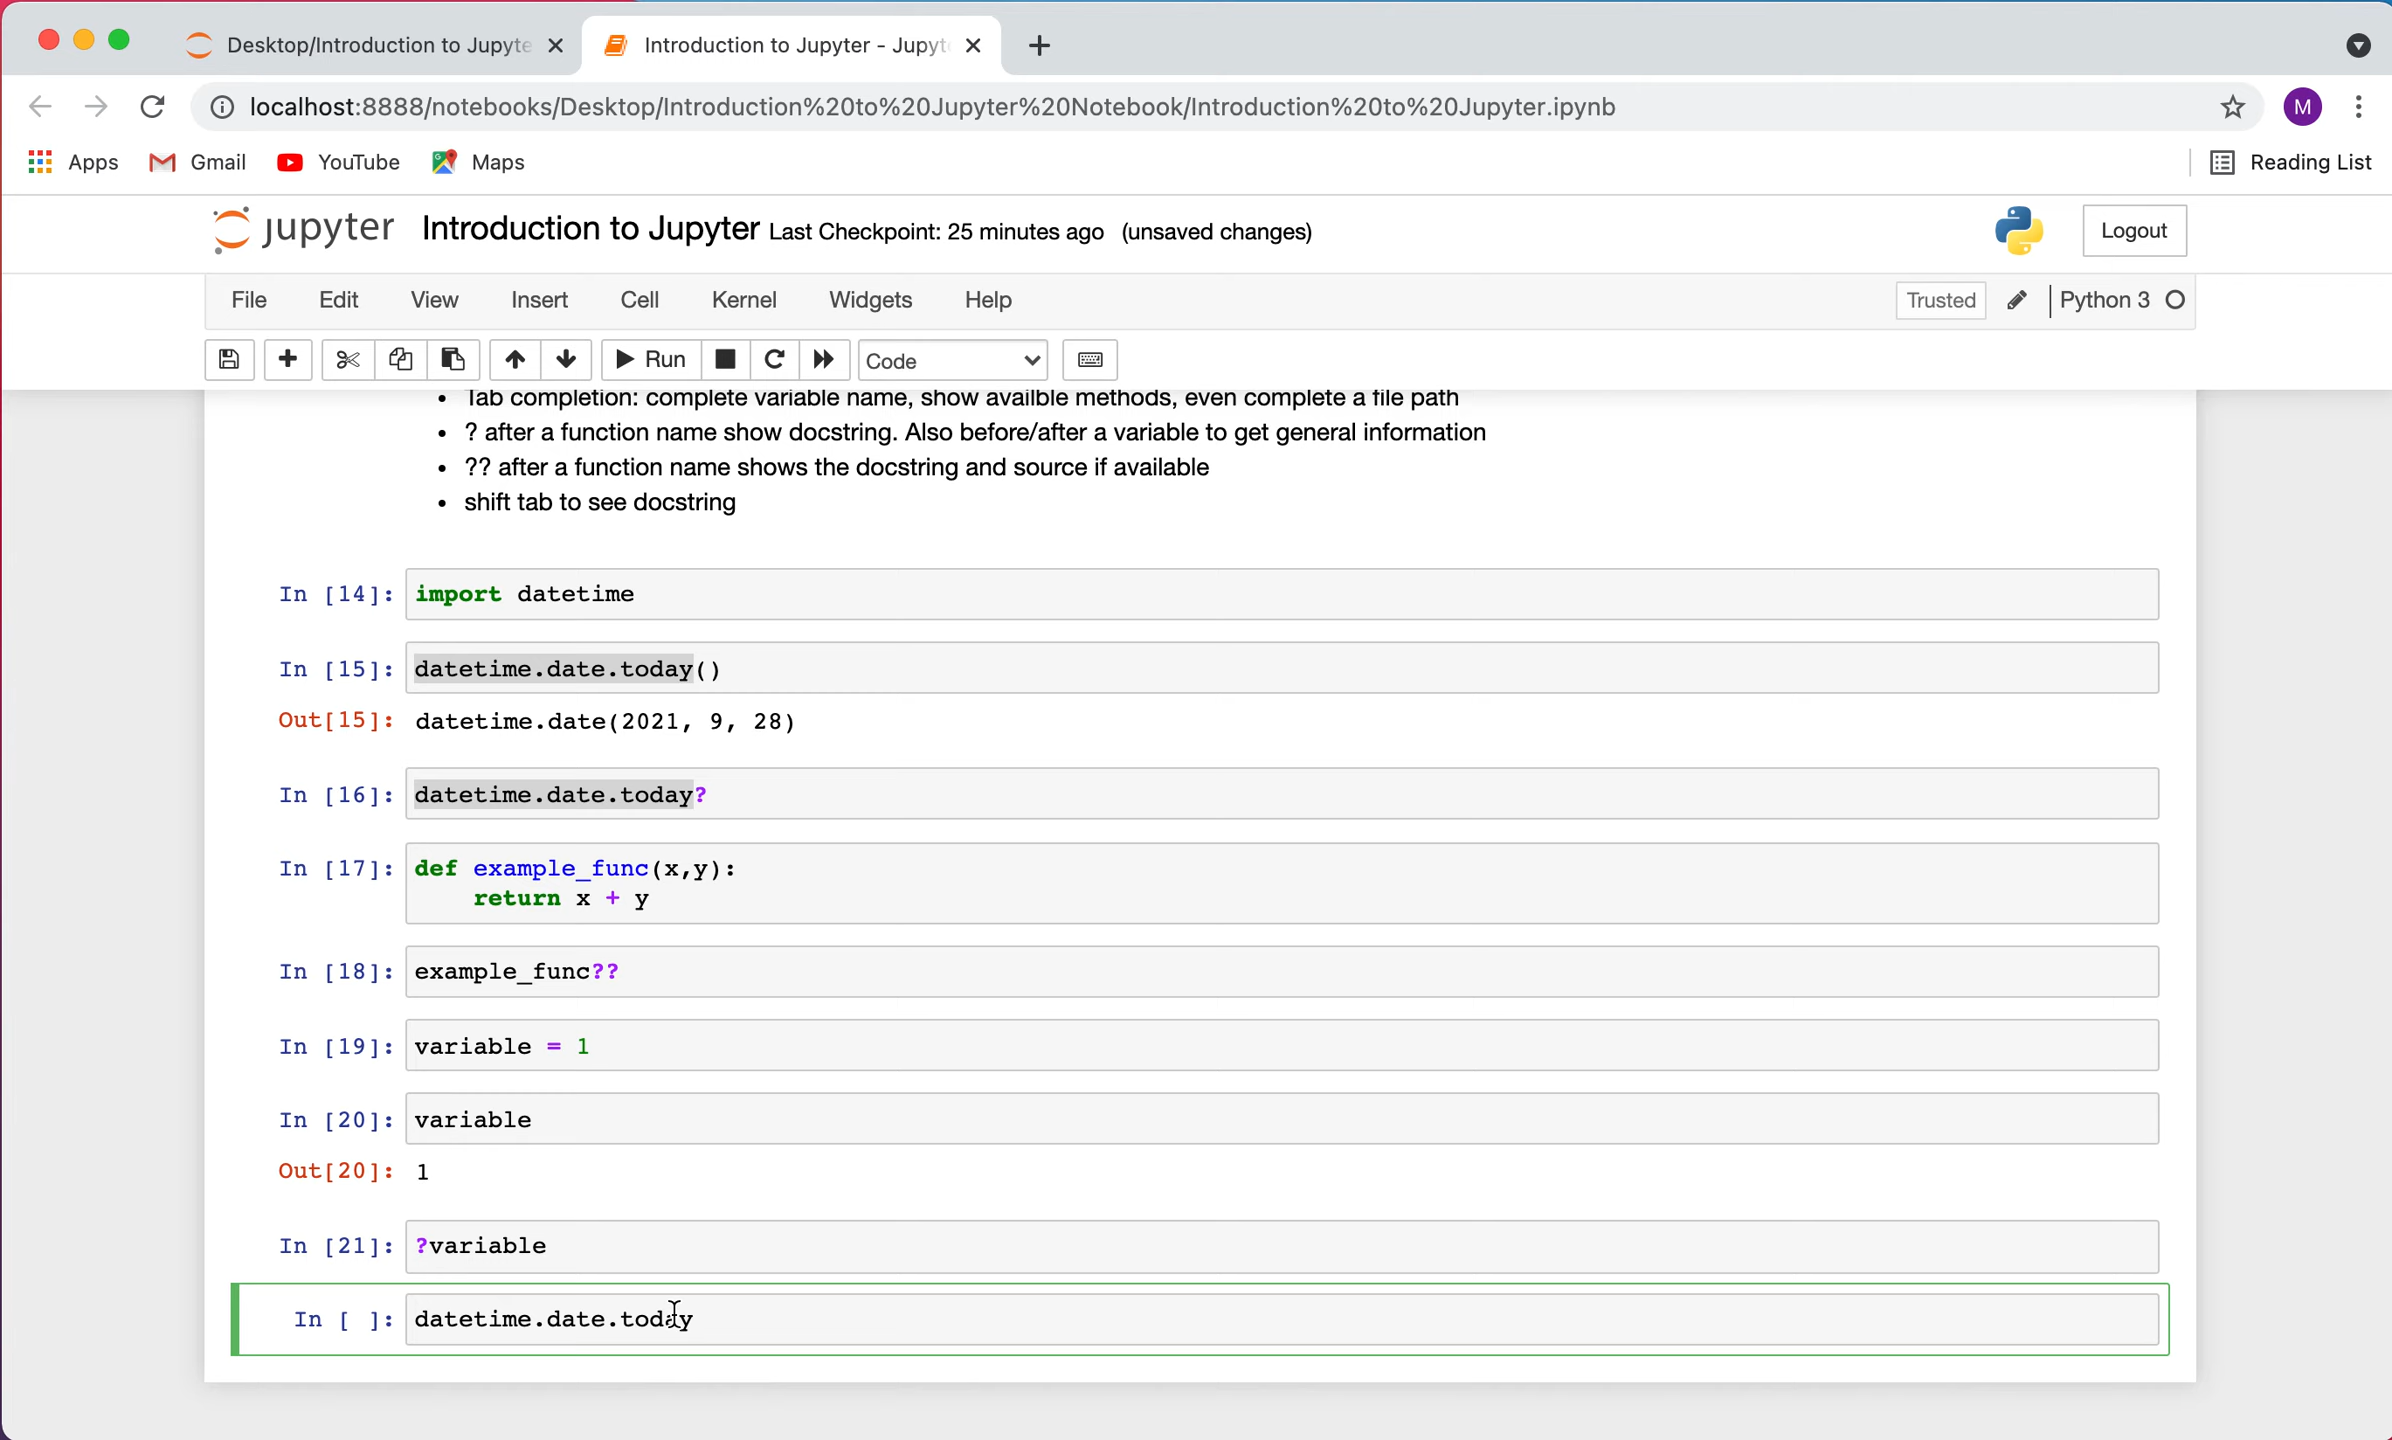 Desktop/Introduction to Jupyte
Introduction to Jupyter - Jupyt
localhost:8888/notebooks/Desktop/Introduction%20to%20Jupyter%20Notebook/Introduction%20to%20Jupyter.ipynb
M
Apps Gmail YouTube Maps Reading List
jupyter Introduction to Jupyter Last Checkpoint: 25 minutes ago (unsaved changes) Logout
File Edit View Insert Cell Kernel Widgets Help Trusted Python 3
Run Code
• Tab completion: complete variable name, show availble methods, even complete a file path
• ? after a function name show docstring. Also before/after a variable to get general information
• ?? after a function name shows the docstring and source if available
• shift tab to see docstring
In [14]: import datetime
In [15]: datetime.date.today()
Out[15]: datetime.date(2021, 9, 28)
In [16]: datetime.date.today?
In [17]: def example_func(x,y):
return x + y
In [18]: example_func??
In [19]: variable = 1
In [20]: variable
Out[20]: 1
In [21]: ?variable
In [ ]: datetime.date.today